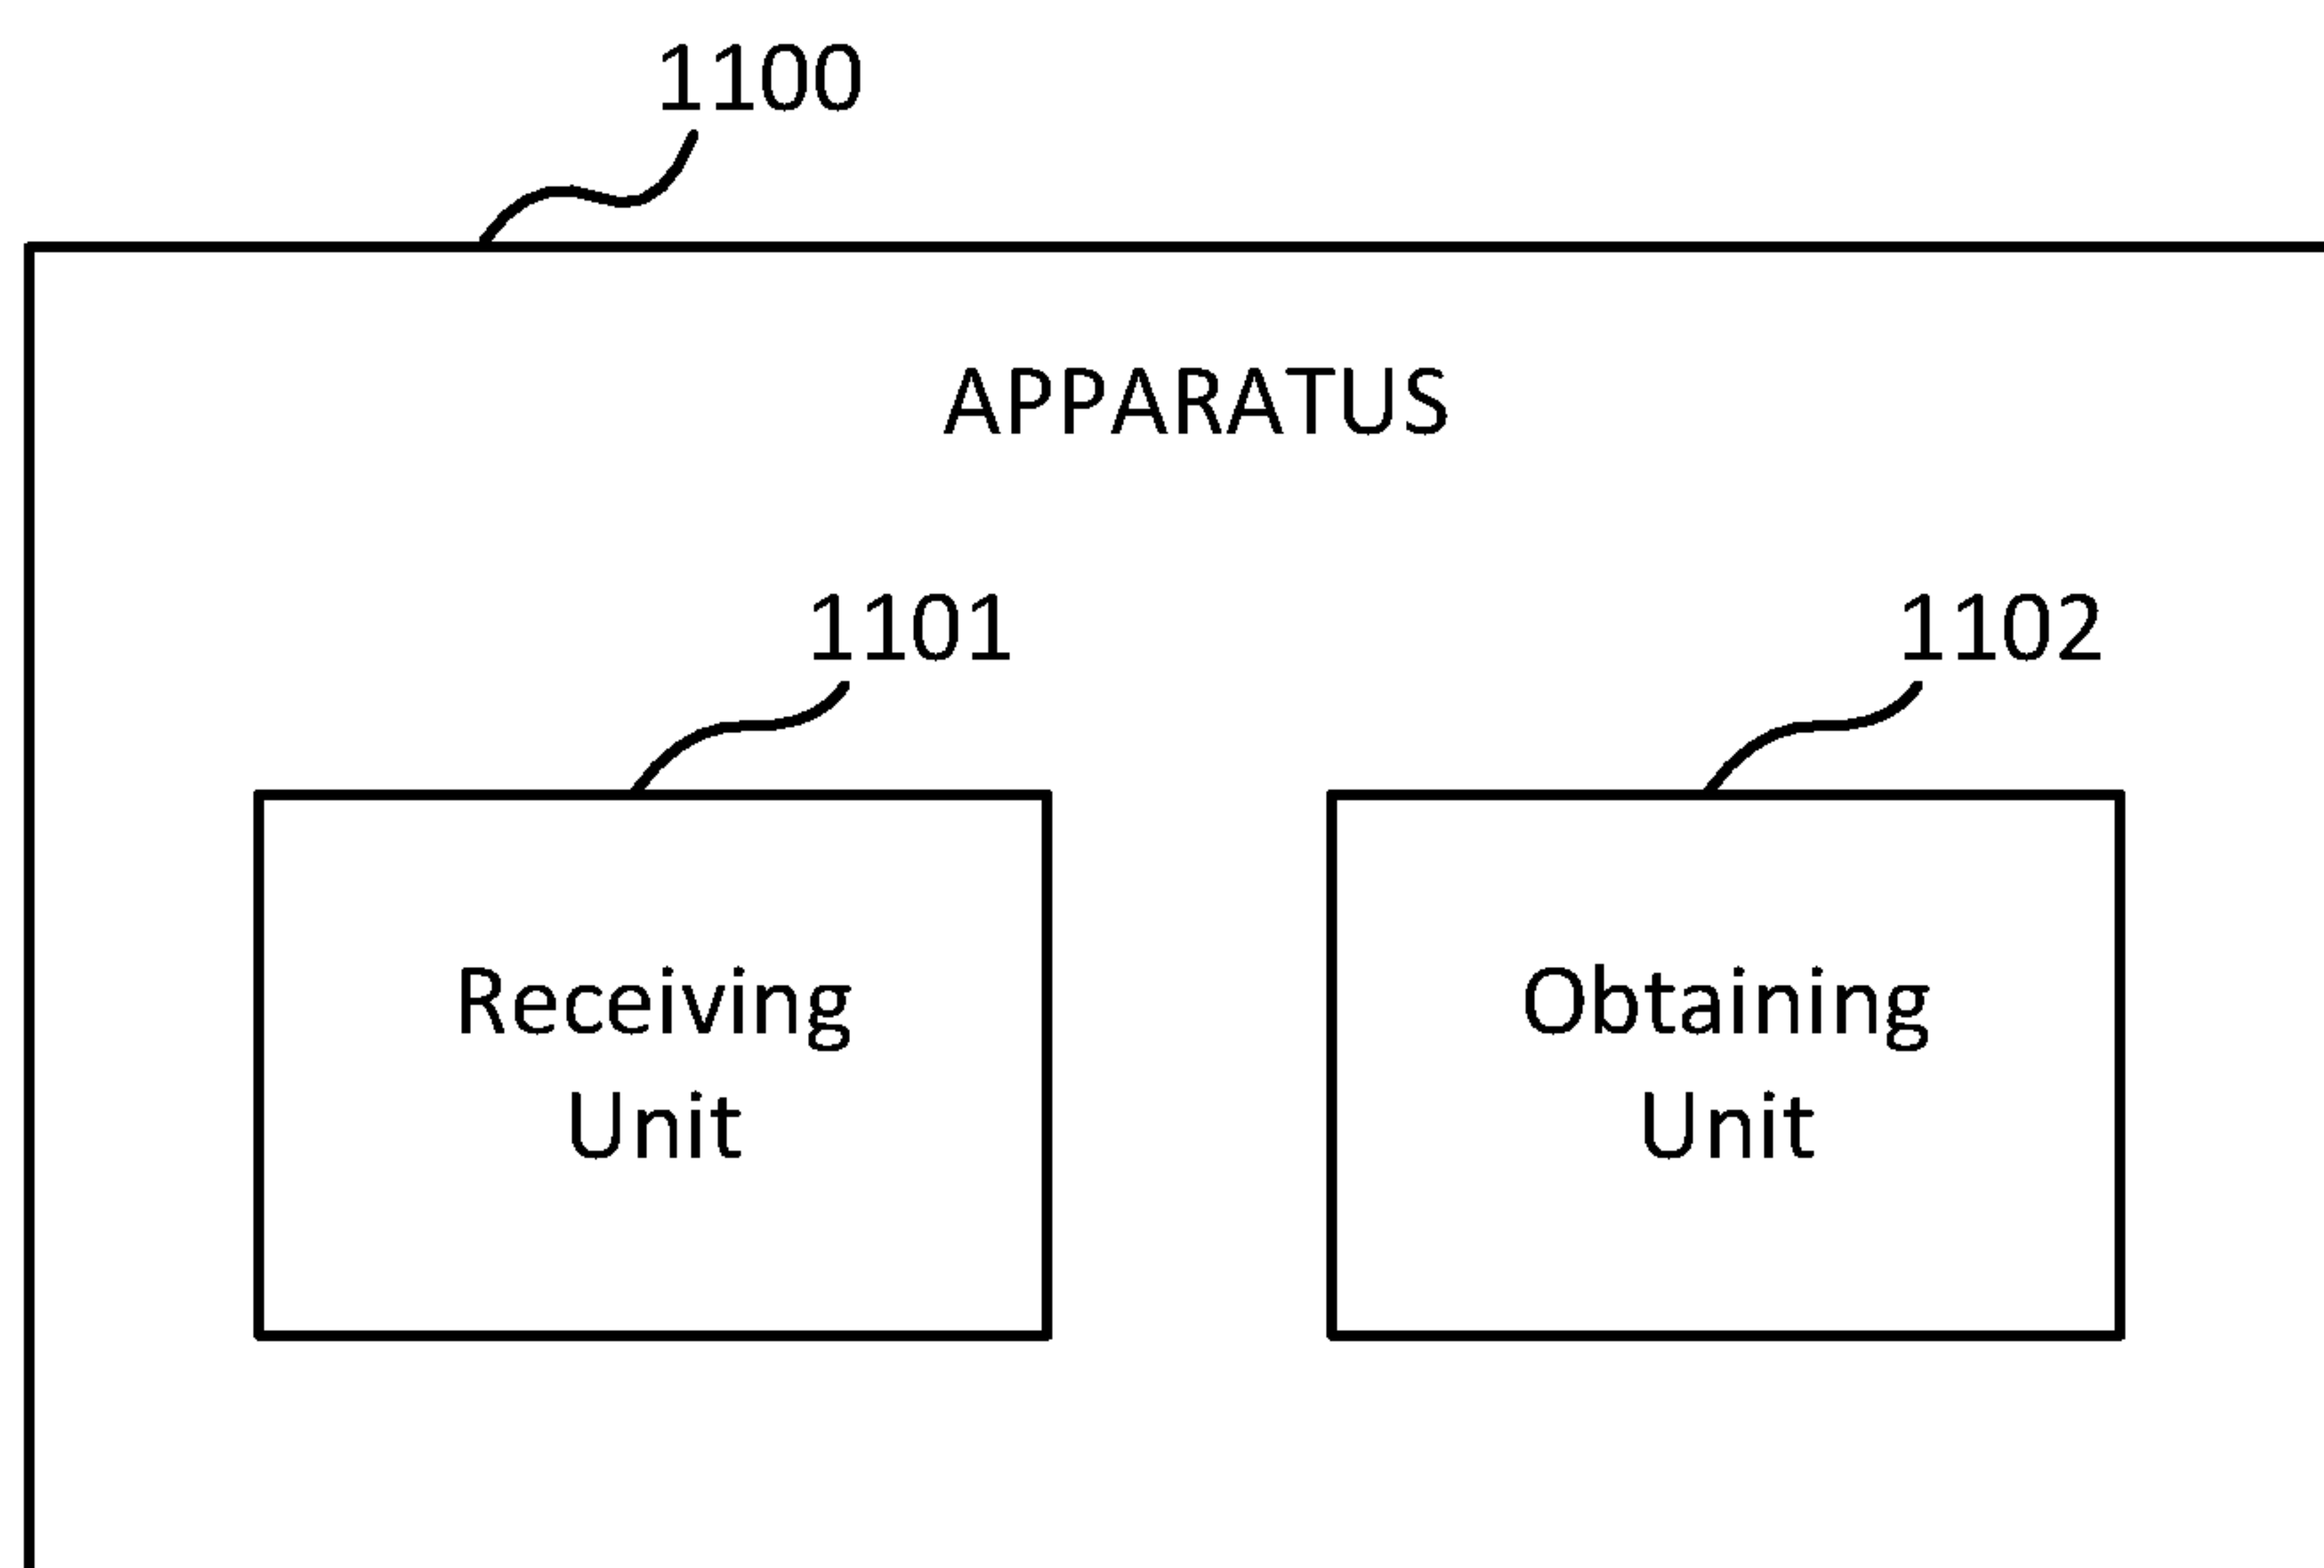 1100
APPARATUS
1101
1102
Receiving
Unit
Obtaining
Unit